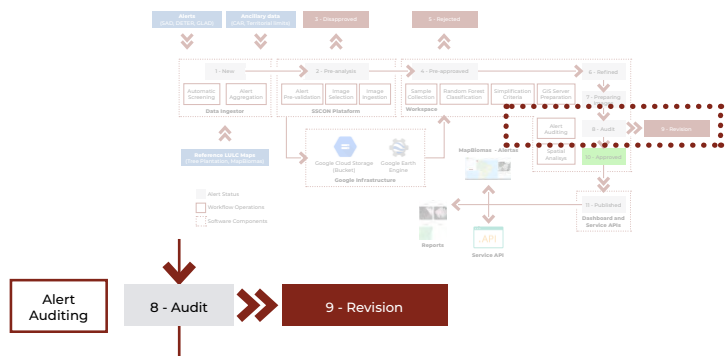 Alerts
(SAD, DETER, GLAD)
Ancillary data
(CAR, Territorial limits)
3 - Disapproved
5 - Rejected
1 - New
2 - Pre-analysis
4 - Pre-approved
6 - Refined
Automatic
Screening
Alert
Aggregation
Alert
Pre-validation
Image
Selection
Image
Ingestion
Sample
Collection
Random Forest
Classification
Simplification
Criteria
GIS Server
Preparation
7 - Preparing
Data Ingestor
SSCON Plataform
Workspace
Alert
Auditing
8 - Audit
9 - Revision
Reference LULC Maps
Google Cloud Storage
(Bucket)
Google Earth
Engine
Google Infrastructure
MapBiomas - Alertas
Spatial
Analisys
10 - Approved
Alert Status
Workflow Operations
Software Components
11 - Published
Dashboard and
Service APIs
Reports
.API
Service API
Alert
Auditing
8 - Audit
9 - Revision